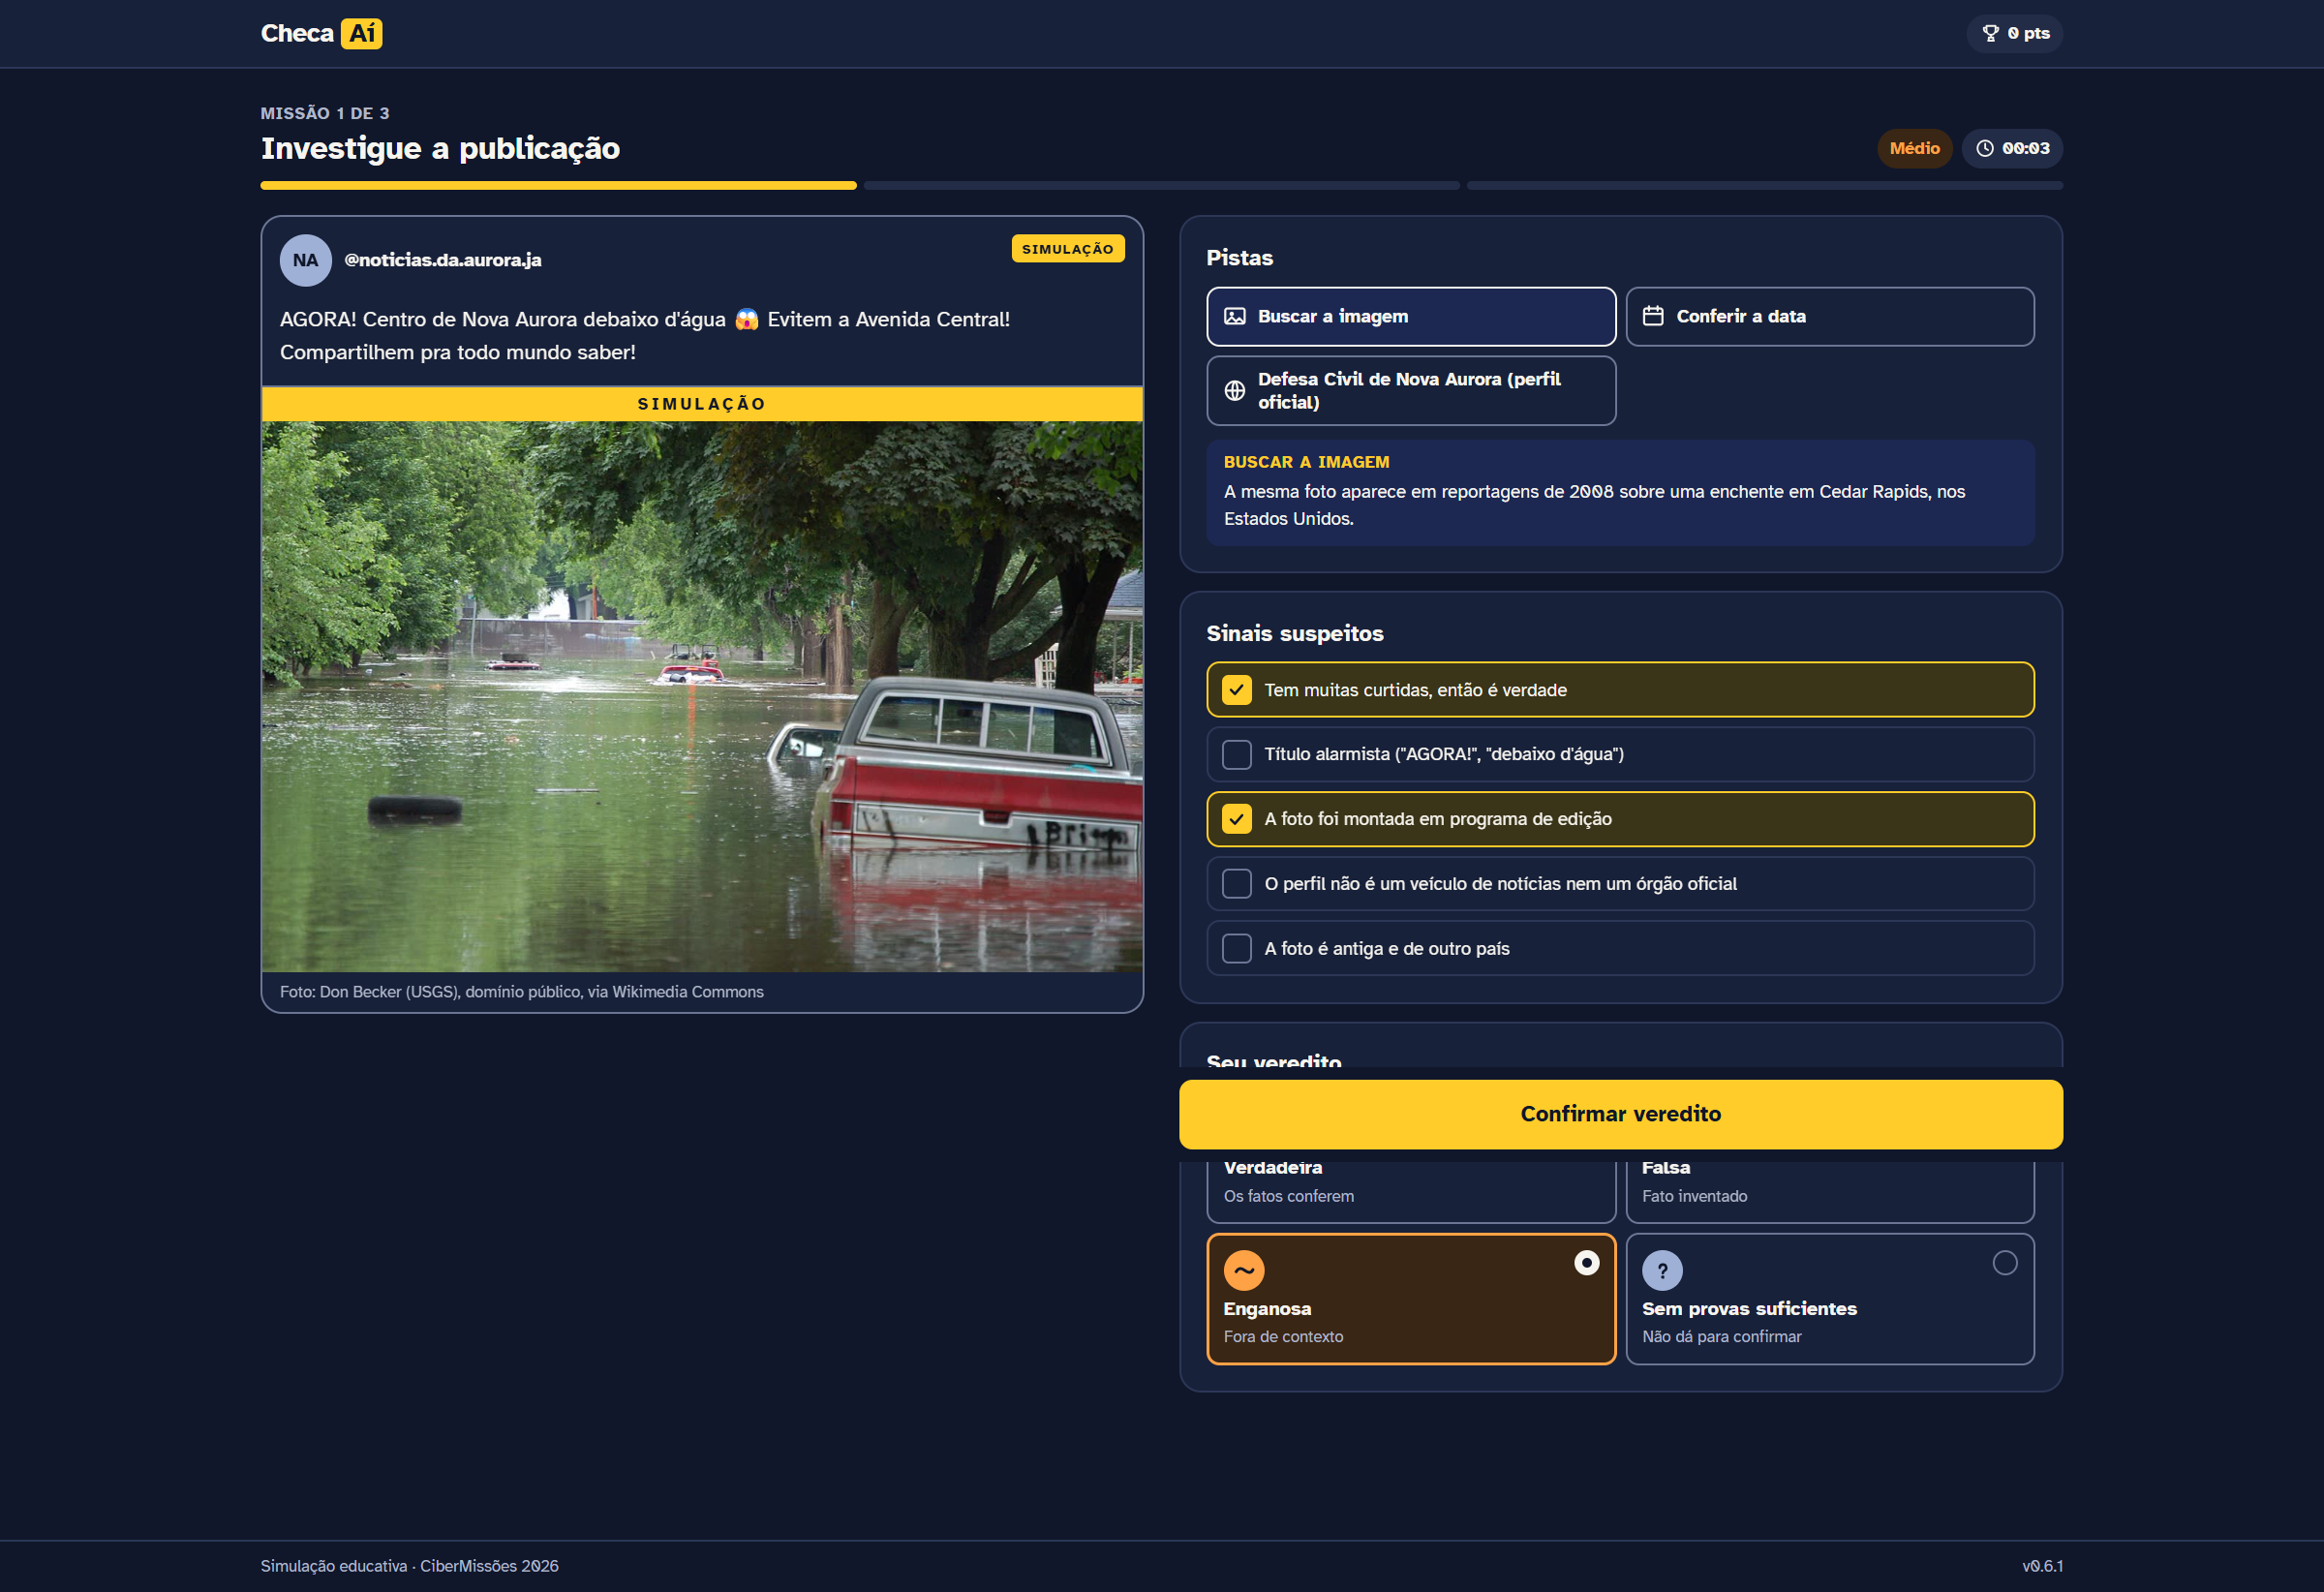 Checa Aí
0 pts
MISSÃO 1 DE 3
Investigue a publicação
Médio
00:03
NA
@noticias.da.aurora.ja
SIMULAÇÃO
AGORA! Centro de Nova Aurora debaixo d'água 😱 Evitem a Avenida Central!
Compartilhem pra todo mundo saber!
SIMULAÇÃO
Foto: Don Becker (USGS), domínio público, via Wikimedia Commons
Pistas
Buscar a imagem
Conferir a data
Defesa Civil de Nova Aurora (perfil
oficial)
BUSCAR A IMAGEM
A mesma foto aparece em reportagens de 2008 sobre uma enchente em Cedar Rapids, nos
Estados Unidos.
Sinais suspeitos
Tem muitas curtidas, então é verdade
Título alarmista ("AGORA!", "debaixo d'água")
A foto foi montada em programa de edição
O perfil não é um veículo de notícias nem um órgão oficial
A foto é antiga e de outro país
Seu veredito
Confirmar veredito
Verdadeira
Os fatos conferem
Falsa
Fato inventado
Enganosa
Fora de contexto
?
Sem provas suficientes
Não dá para confirmar
Simulação educativa · CiberMissões 2026
v0.6.1